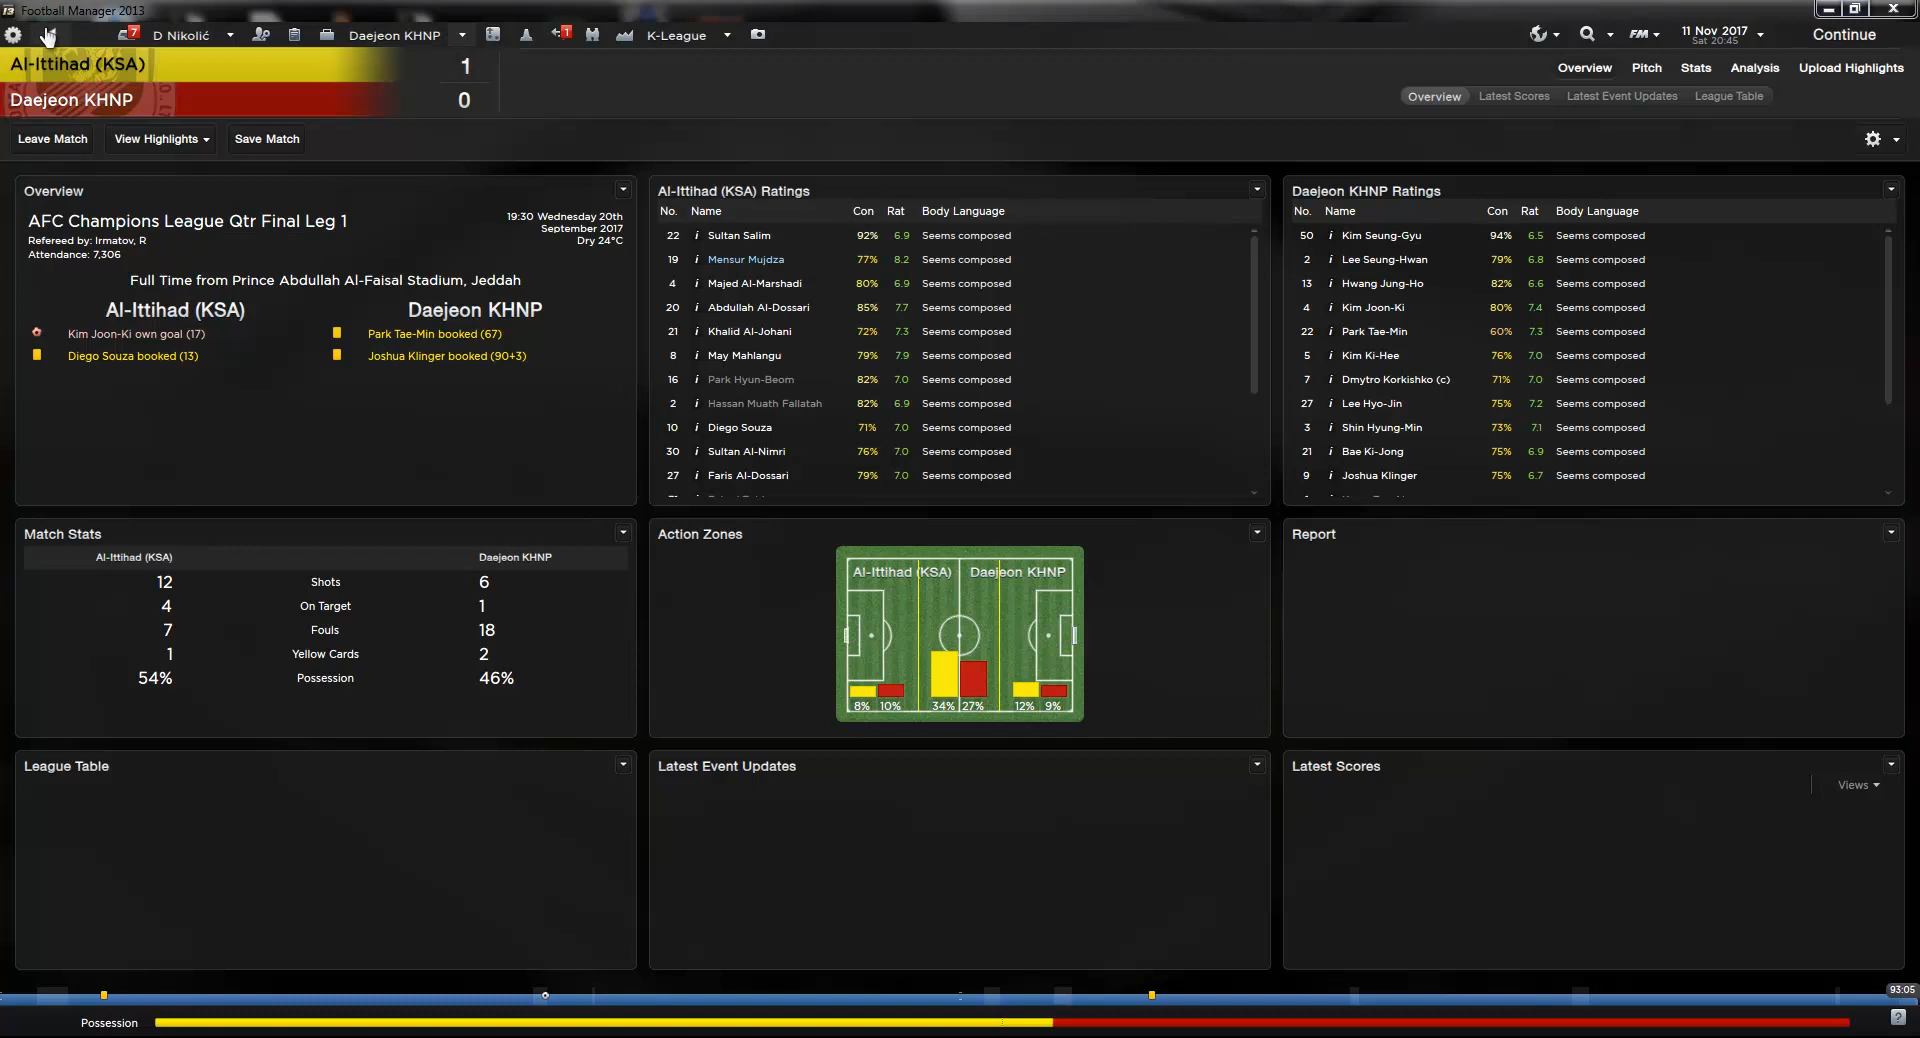 Football Manager 2013
7 D Nikolić Daejeon KHNP 1 K-League FM 11 Nov 2017 Sat 20:45 Continue
Al-Ittihad (KSA) 1
Daejeon KHNP 0
Overview Pitch Stats Analysis Upload Highlights
Overview Latest Scores Latest Event Updates League Table
Leave Match View Highlights Save Match
Overview
AFC Champions League Qtr Final Leg 1
Refereed by: Irmatov, R
Attendance: 7,306
19:30 Wednesday 20th
September 2017
Dry 24°C
Full Time from Prince Abdullah Al-Faisal Stadium, Jeddah
Al-Ittihad (KSA) Daejeon KHNP
Kim Joon-Ki own goal (17) Park Tae-Min booked (67)
Diego Souza booked (13) Joshua Klinger booked (90+3)
Al-Ittihad (KSA) Ratings
No. Name Con Rat Body Language
22 i Sultan Salim 92% 6.9 Seems composed
19 i Mensur Mujdza 77% 8.2 Seems composed
4 i Majed Al-Marshadi 80% 6.9 Seems composed
20 i Abdullah Al-Dossari 85% 7.7 Seems composed
21 i Khalid Al-Johani 72% 7.3 Seems composed
8 i May Mahlangu 79% 7.9 Seems composed
16 i Park Hyun-Beom 82% 7.0 Seems composed
2 i Hassan Muath Fallatah 82% 6.9 Seems composed
10 i Diego Souza 71% 7.0 Seems composed
30 i Sultan Al-Nimri 76% 7.0 Seems composed
27 i Faris Al-Dossari 79% 7.0 Seems composed
Daejeon KHNP Ratings
No. Name Con Rat Body Language
50 i Kim Seung-Gyu 94% 6.5 Seems composed
2 i Lee Seung-Hwan 79% 6.8 Seems composed
13 i Hwang Jung-Ho 82% 6.6 Seems composed
4 i Kim Joon-Ki 80% 7.4 Seems composed
22 i Park Tae-Min 60% 7.3 Seems composed
5 i Kim Ki-Hee 76% 7.0 Seems composed
7 i Dmytro Korkishko (c) 71% 7.0 Seems composed
27 i Lee Hyo-Jin 75% 7.2 Seems composed
3 i Shin Hyung-Min 73% 7.1 Seems composed
21 i Bae Ki-Jong 75% 6.9 Seems composed
9 i Joshua Klinger 75% 6.7 Seems composed
Match Stats
Al-Ittihad (KSA) Daejeon KHNP
12 Shots 6
4 On Target 1
7 Fouls 18
1 Yellow Cards 2
54% Possession 46%
Action Zones
Al-Ittihad (KSA) Daejeon KHNP
8% 10% 34% 27% 12% 9%
Report
League Table
Latest Event Updates
Latest Scores
Views
93:05
Possession ?